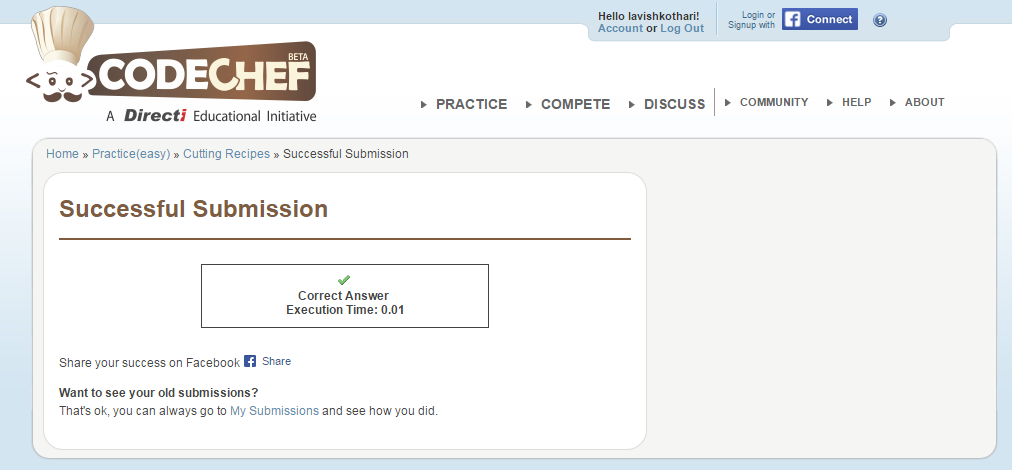 Hello lavishkothari!
Account or Log Out
Login or
Signup with
Connect
?
CODECHEF
BETA
A Directi Educational Initiative
PRACTICE
COMPETE
DISCUSS
COMMUNITY
HELP
ABOUT
Home » Practice(easy) » Cutting Recipes » Successful Submission
Successful Submission
Correct Answer
Execution Time: 0.01
Share your success on Facebook Share
Want to see your old submissions?
That's ok, you can always go to My Submissions and see how you did.